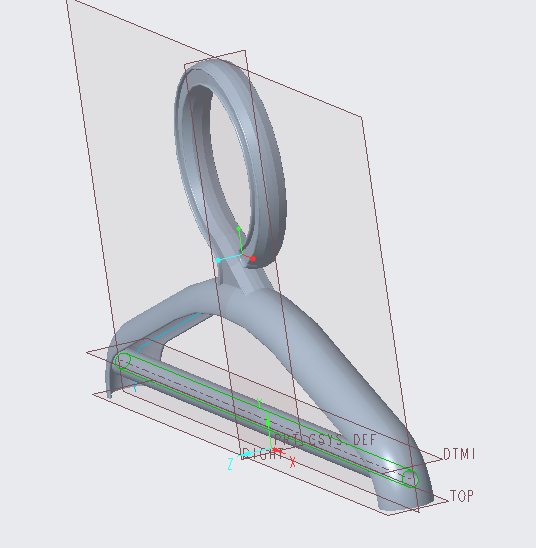 Y
PRT_CSYS_DEF
RIGHT
Z
X
DTM1
TOP